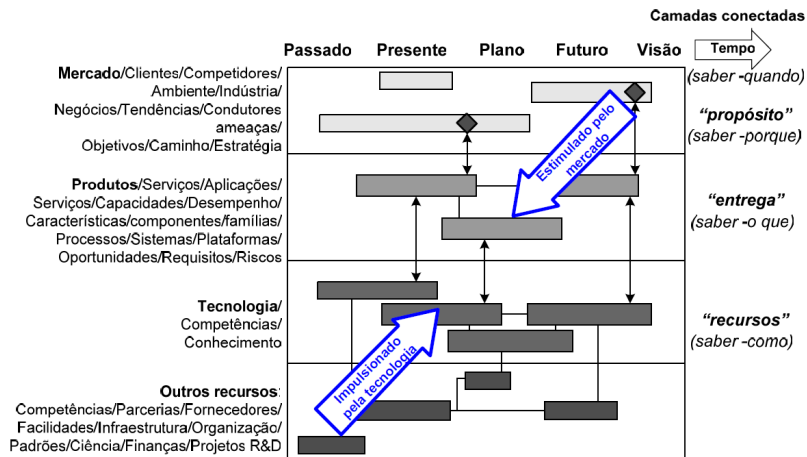 Camadas conectadas
Passado Presente Plano Futuro Visão
Tempo
(saber -quando)
Mercado/Clientes/Competidores/
Ambiente/Indústria/
Negócios/Tendências/Condutores
ameaças/
Objetivos/Caminho/Estratégia
“propósito”
(saber -porque)
Estimulado pelo
mercado
Produtos/Serviços/Aplicações/
Serviços/Capacidades/Desempenho/
Características/componentes/famílias/
Processos/Sistemas/Plataformas/
Oportunidades/Requisitos/Riscos
“entrega”
(saber -o que)
Tecnologia/
Competências/
Conhecimento
“recursos”
(saber -como)
Impulsionado
pela tecnologia
Outros recursos:
Competências/Parcerias/Fornecedores/
Facilidades/Infraestrutura/Organização/
Padrões/Ciência/Finanças/Projetos R&D